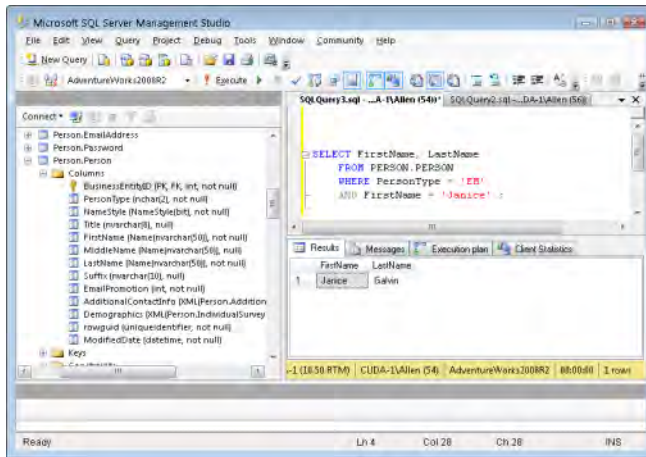 Microsoft SQL Server Management Studio
File Edit View Query Project Debug Tools Window Community Help
New Query
AdventureWorks2008R2 Execute
SQLQuery3.sql - ...A-1\Allen (54))* SQLQuery2.sql - ...DA-1\Allen (56))
Connect
Person.EmailAddress
Person.Password
Person.Person
Columns
BusinessEntityID (PK, FK, int, not null)
PersonType (nchar(2), not null)
NameStyle (NameStyle(bit), not null)
Title (nvarchar(8), null)
FirstName (Name(nvarchar(50)), not null)
MiddleName (Name(nvarchar(50)), null)
LastName (Name(nvarchar(50)), not null)
Suffix (nvarchar(10), null)
EmailPromotion (int, not null)
AdditionalContactInfo (XML(Person.Addition
Demographics (XML(Person.IndividualSurvey
rowguid (uniqueidentifier, not null)
ModifiedDate (datetime, not null)
Keys
SELECT FirstName, LastName
FROM PERSON.PERSON
WHERE PersonType = 'EM'
AND FirstName = 'Janice' ;
Results Messages Execution plan Client Statistics
FirstName LastName
1 Janice Galvin
-1 (10.50 RTM) CUDA-1\Allen (54) AdventureWorks2008R2 00:00:00 1 rows
Ready Ln 4 Col 28 Ch 28 INS